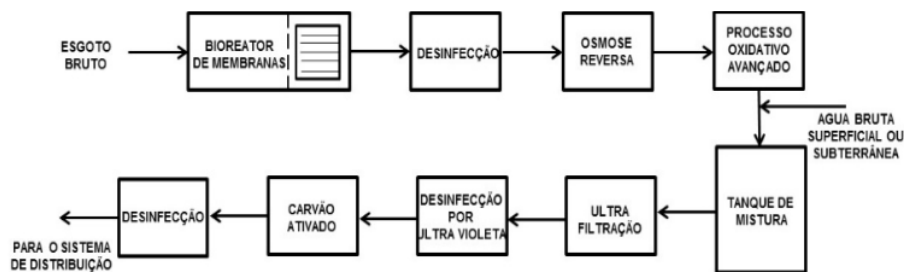 ESGOTO
BRUTO
BIOREATOR
DE MEMBRANAS
DESINFECÇÃO
OSMOSE
REVERSA
PROCESSO
OXIDATIVO
AVANÇADO
AGUA BRUTA
SUPERFICIAL OU
SUBTERRÂNEA
TANQUE DE
MISTURA
ULTRA
FILTRAÇÃO
DESINFECÇÃO
POR
ULTRA VIOLETA
CARVÃO
ATIVADO
DESINFECÇÃO
PARA O SISTEMA
DE DISTRIBUIÇÃO